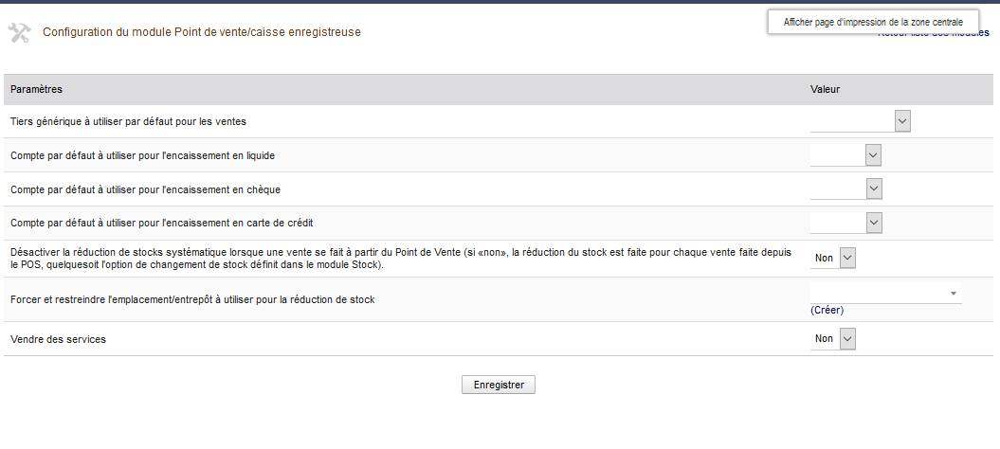 Afficher page d'impression de la zone centrale
Configuration du module Point de vente/caisse enregistreuse
Retour liste des modules
Paramètres Valeur
Tiers générique à utiliser par défaut pour les ventes
Compte par défaut à utiliser pour l'encaissement en liquide
Compte par défaut à utiliser pour l'encaissement en chèque
Compte par défaut à utiliser pour l'encaissement en carte de crédit
Désactiver la réduction de stocks systématique lorsque une vente se fait à partir du Point de Vente (si «non», la réduction du stock est faite pour chaque vente faite depuis
le POS, quelquesoit l'option de changement de stock définit dans le module Stock).
Non
Forcer et restreindre l'emplacement/entrepôt à utiliser pour la réduction de stock
(Créer)
Vendre des services Non
Enregistrer